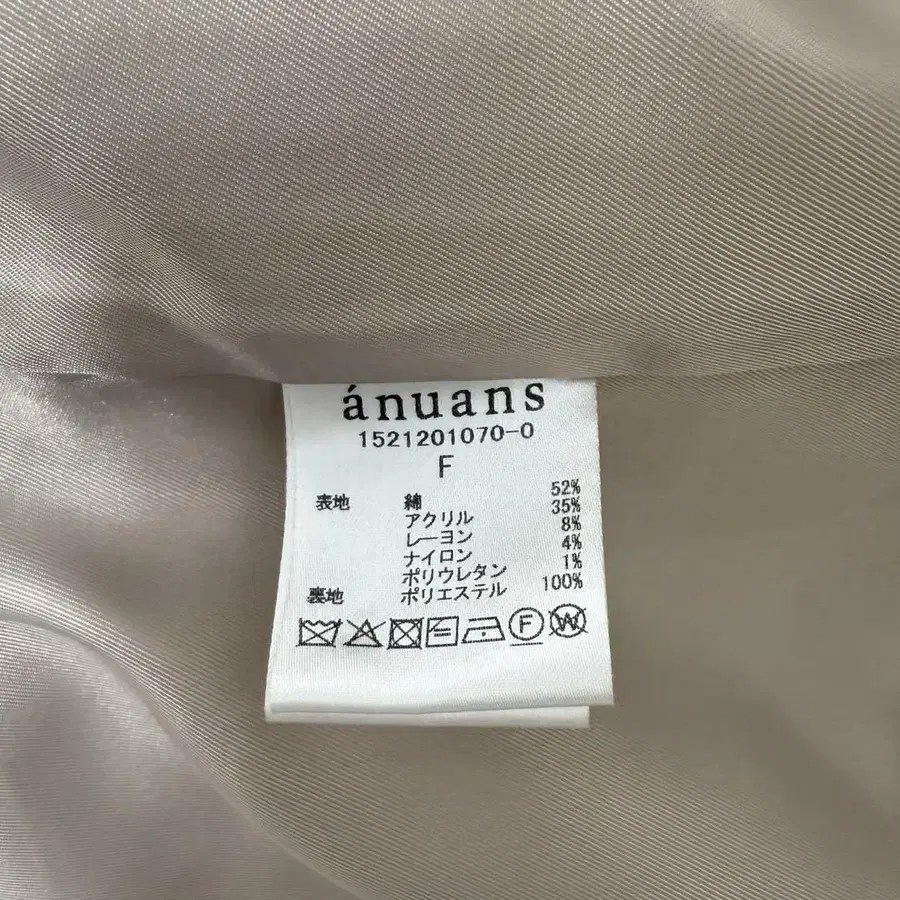 ánuans
1521201070-0
F
表地 綿 52%
アクリル 35%
レーヨン 8%
ナイロン 4%
ポリウレタン 1%
裏地 ポリエステル 100%
F W